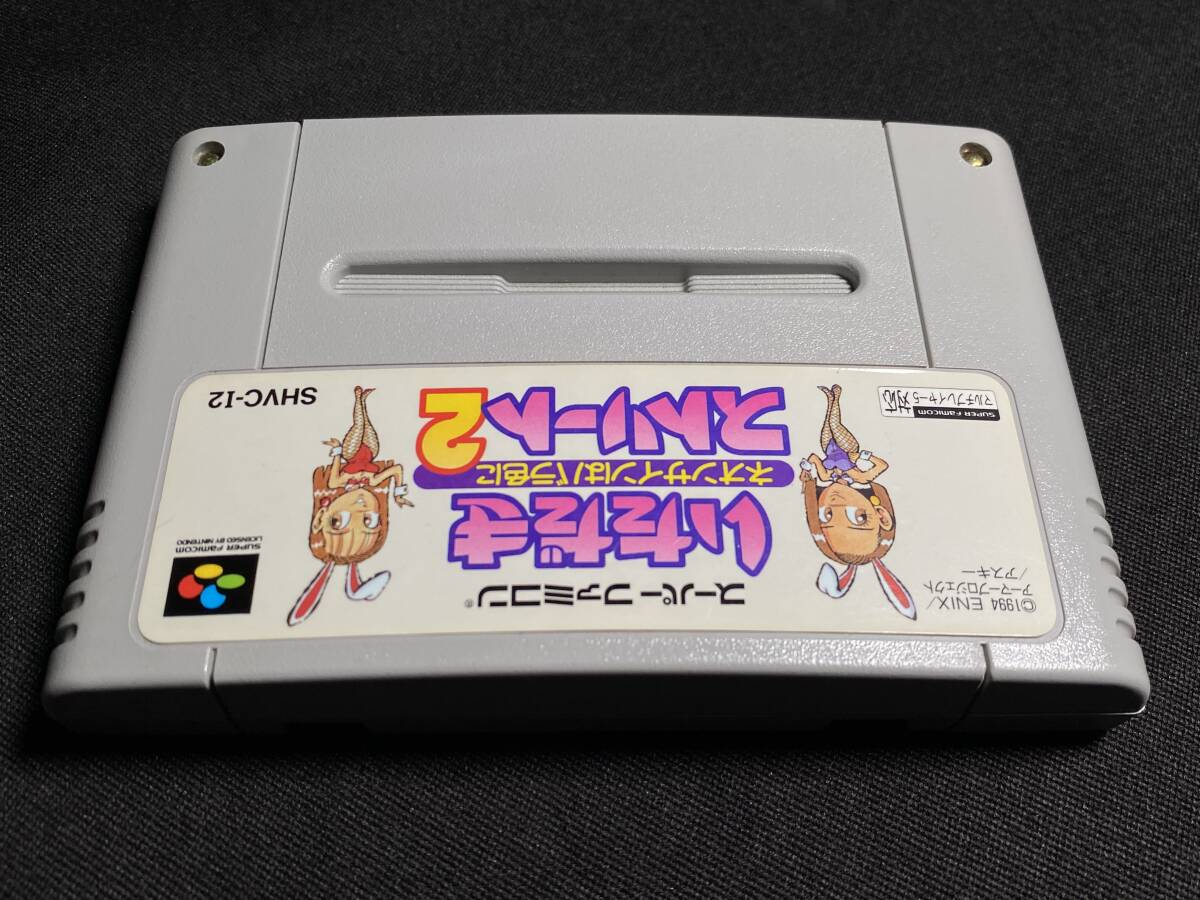 スーパーファミコン®
いただき
ネオンサインはバラ色に
ストリート2
©1994 ENIX/
アーマープロジェクト
/アスキー
SUPER FAMICOM
LICENSED BY NINTENDO
SUPER FAMICOM
マルチプレイヤー5
対応
SHVC-I2